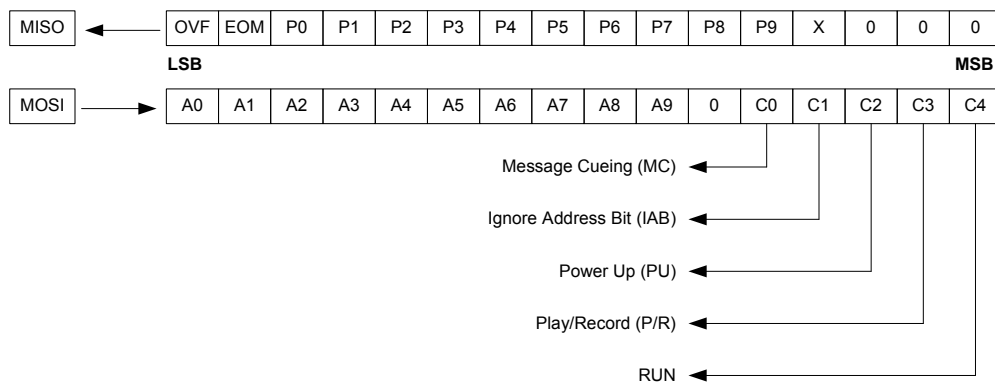 MISO OVF EOM P0 P1 P2 P3 P4 P5 P6 P7 P8 P9 X 0 0 0
LSB MSB
MOSI A0 A1 A2 A3 A4 A5 A6 A7 A8 A9 0 C0 C1 C2 C3 C4
Message Cueing (MC)
Ignore Address Bit (IAB)
Power Up (PU)
Play/Record (P/R)
RUN